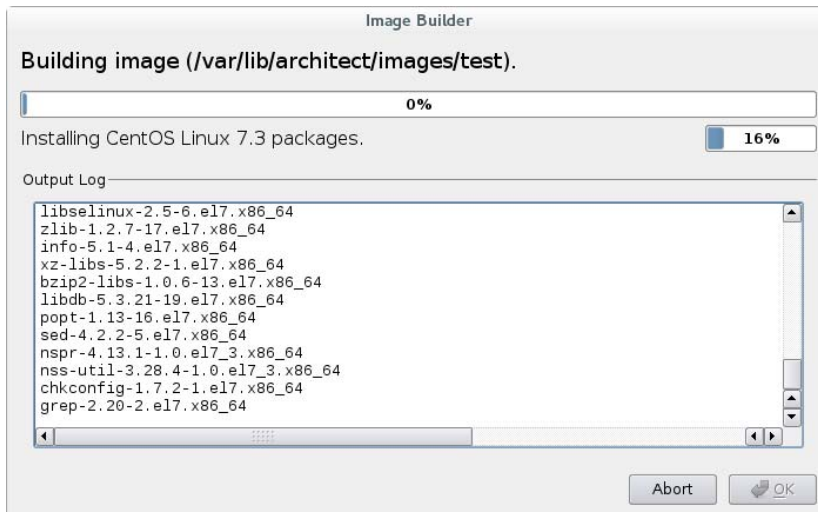 Image Builder
Building image (/var/lib/architect/images/test).
0%
Installing CentOS Linux 7.3 packages.
16%
Output Log
libselinux-2.5-6.el7.x86_64
zlib-1.2.7-17.el7.x86_64
info-5.1-4.el7.x86_64
xz-libs-5.2.2-1.el7.x86_64
bzip2-libs-1.0.6-13.el7.x86_64
libdb-5.3.21-19.el7.x86_64
popt-1.13-16.el7.x86_64
sed-4.2.2-5.el7.x86_64
nspr-4.13.1-1.0.el7_3.x86_64
nss-util-3.28.4-1.0.el7_3.x86_64
chkconfig-1.7.2-1.el7.x86_64
grep-2.20-2.el7.x86_64
Abort
OK